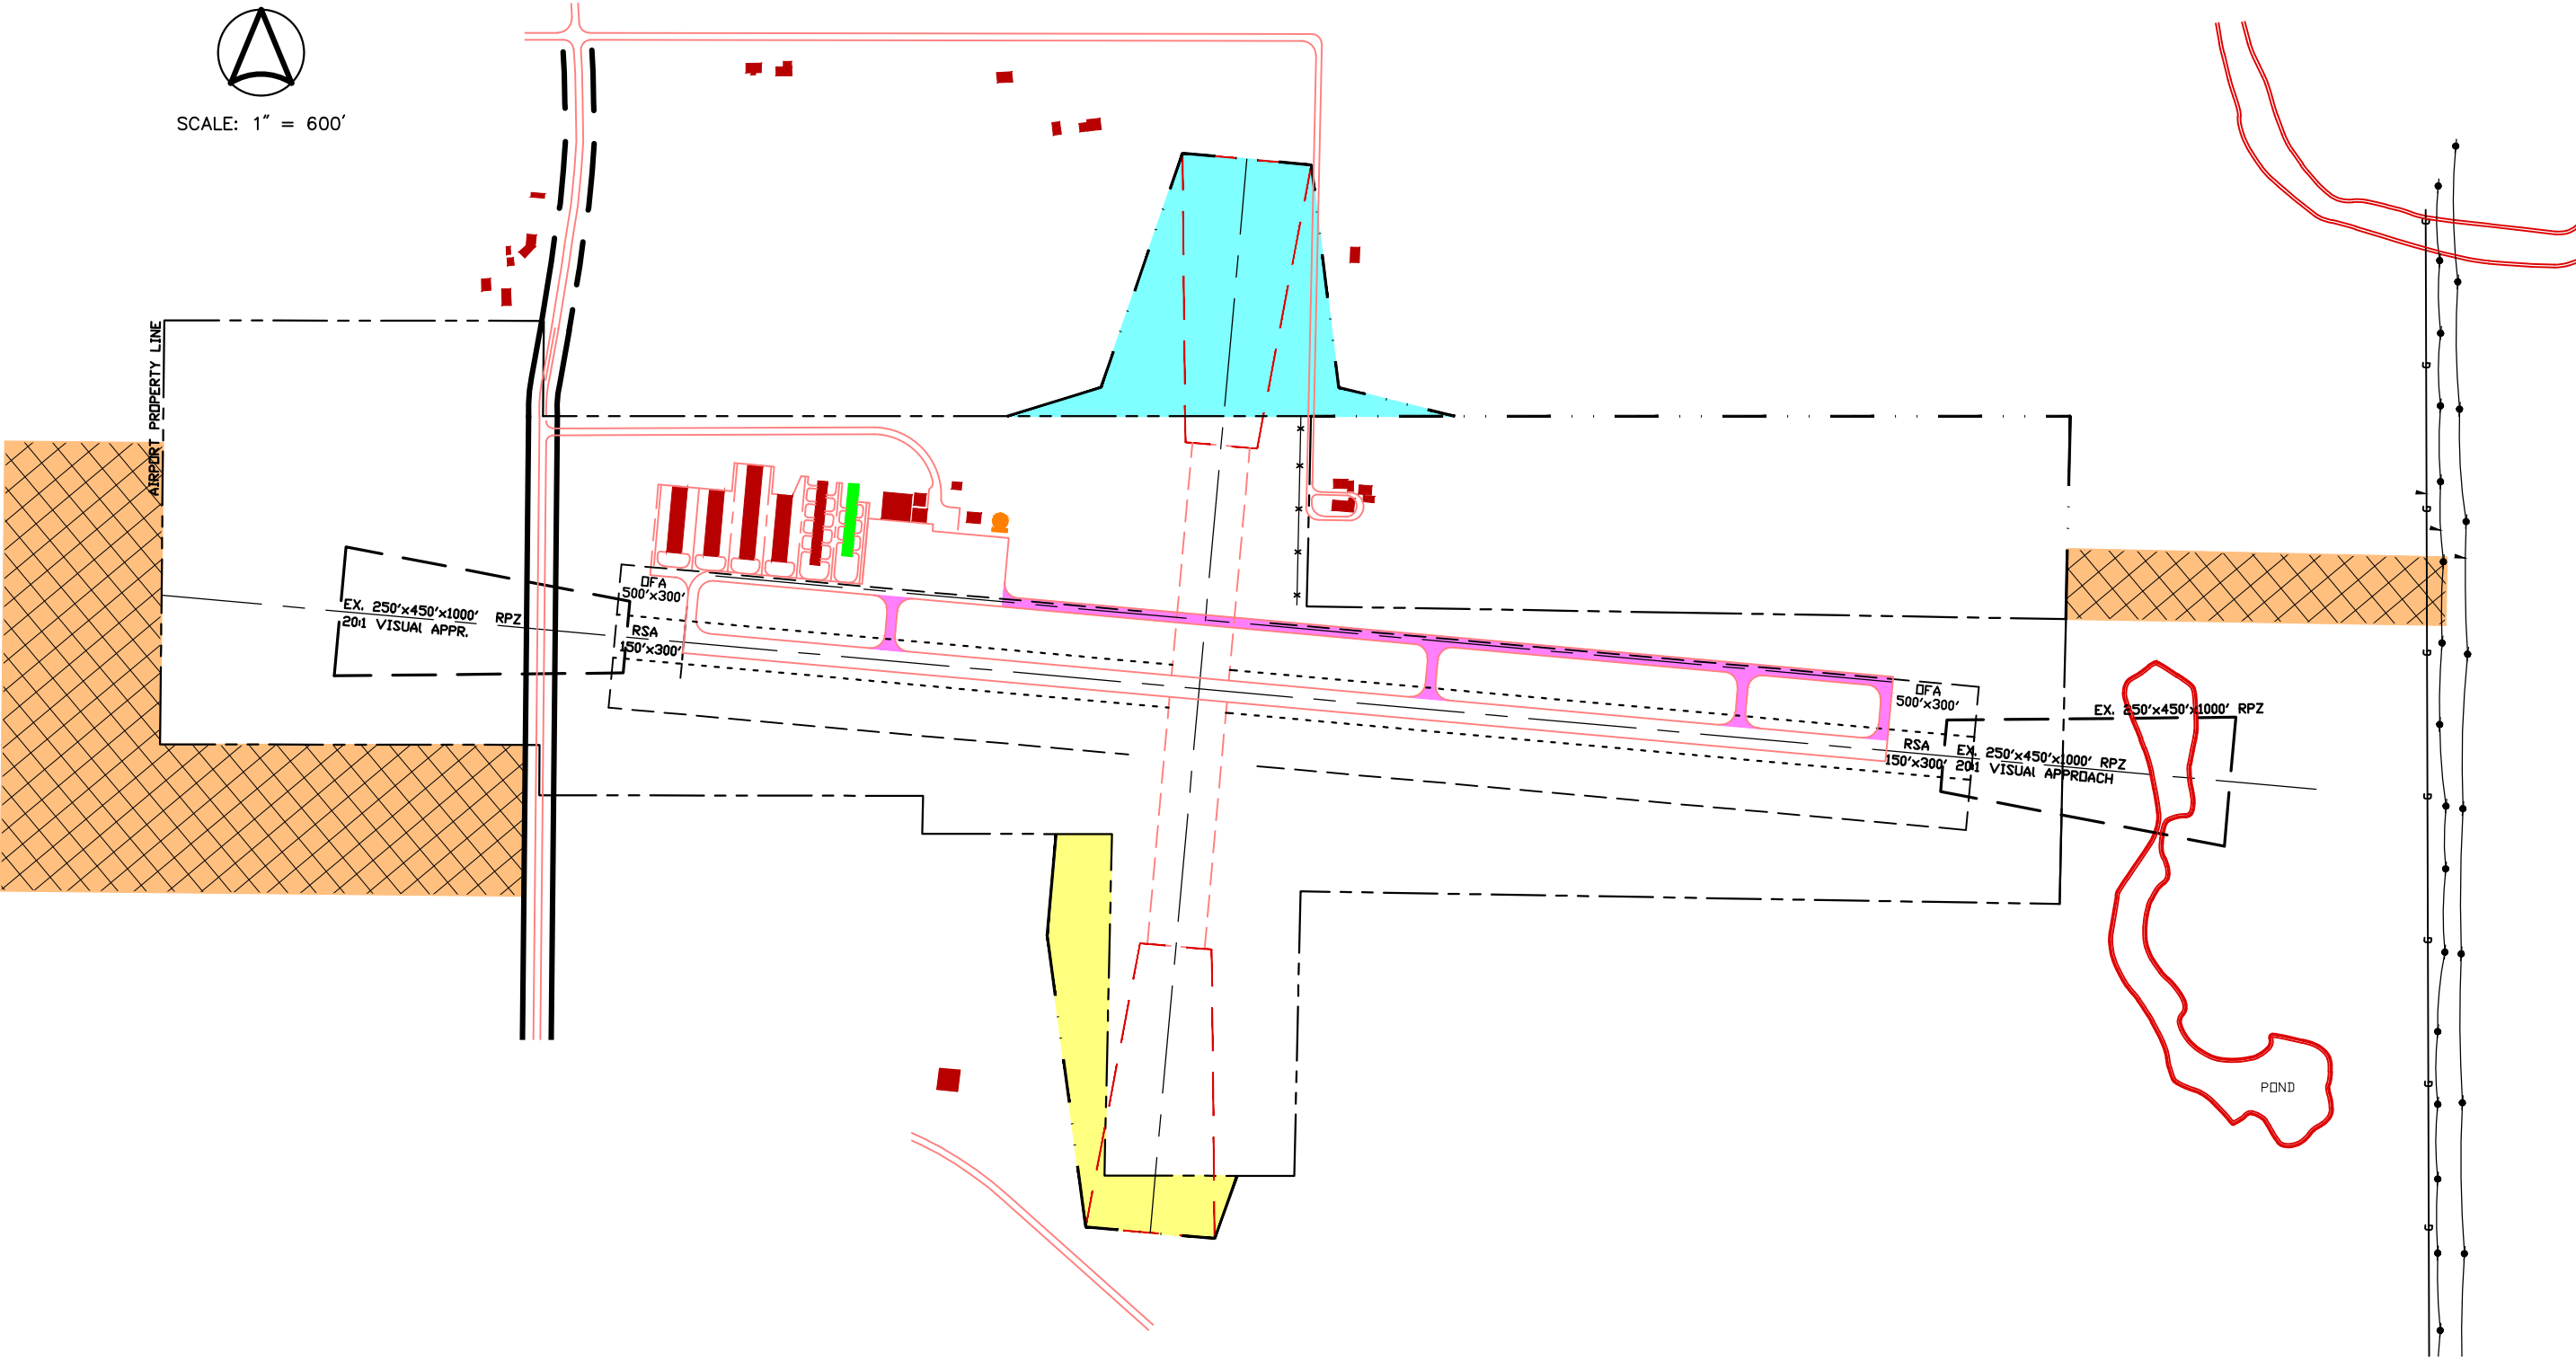 SCALE: 1" = 600'
AIRPORT PROPERTY LINE
OFA
500'x300'
EX. 250'x450'x1000' RPZ
20:1 VISUAL APPR.
RSA
150'x300'
OFA
500'x300'
EX. 250'x450'x1000' RPZ
RSA
150'x300'
EX. 250'x450'x1000' RPZ
20:1 VISUAL APPROACH
POND
G
G
G
G
G
G
G
G